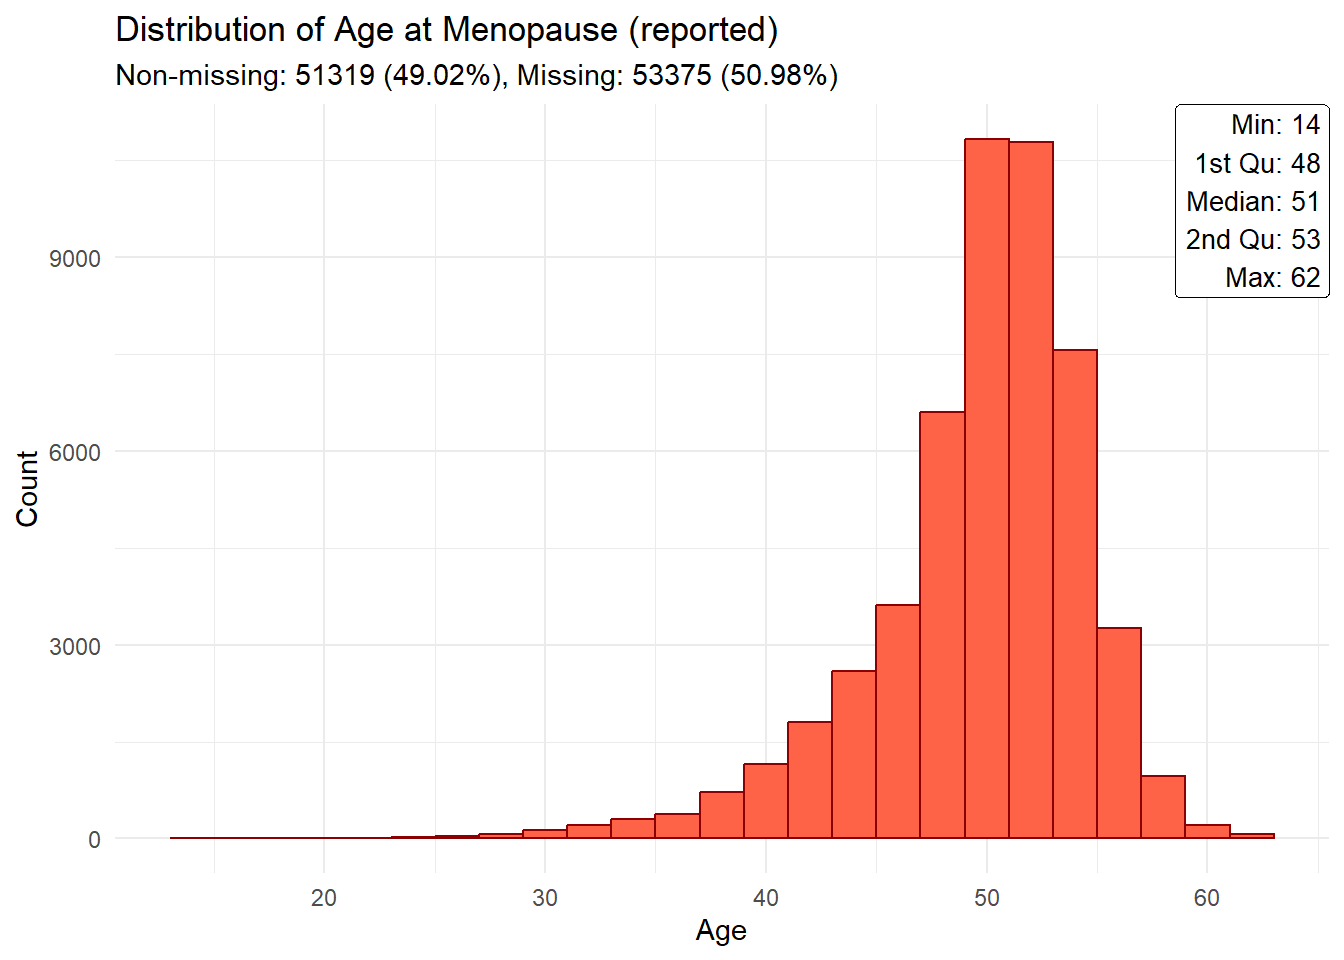 Distribution of Age at Menopause (reported)
Non-missing: 51319 (49.02%), Missing: 53375 (50.98%)
Min: 14
1st Qu: 48
Median: 51
2nd Qu: 53
Max: 62
9000
6000
3000
0
Count
20 30 40 50 60
Age